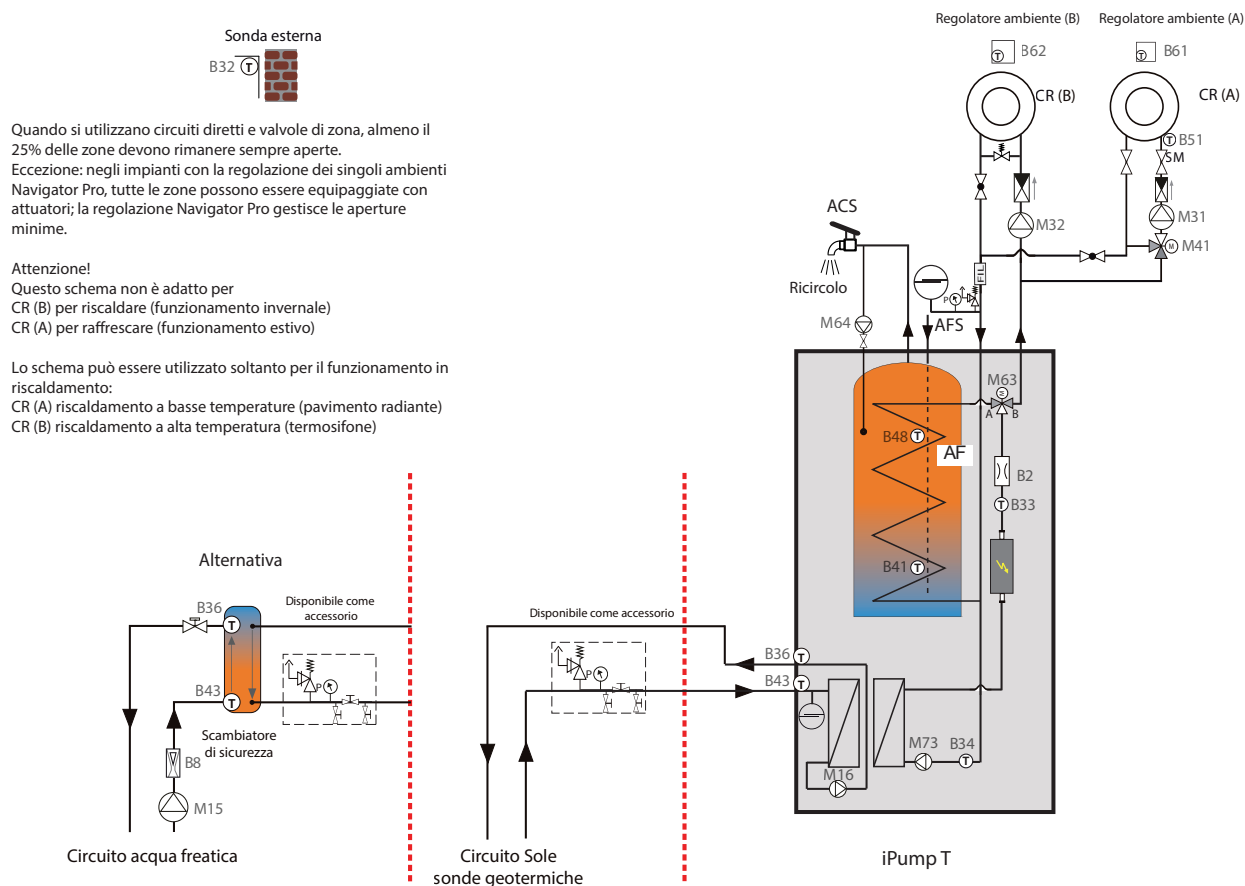 Regolatore ambiente (B)
Regolatore ambiente (A)
Sonda esterna
B32
T
T
B62
T
B61
CR (B)
CR (A)
Quando si utilizzano circuiti diretti e valvole di zona, almeno il
25% delle zone devono rimanere sempre aperte.
Eccezione: negli impianti con la regolazione dei singoli ambienti
Navigator Pro, tutte le zone possono essere equipaggiate con
attuatori; la regolazione Navigator Pro gestisce le aperture
minime.
Attenzione!
Questo schema non è adatto per
CR (B) per riscaldare (funzionamento invernale)
CR (A) per raffrescare (funzionamento estivo)
Lo schema può essere utilizzato soltanto per il funzionamento in
riscaldamento:
CR (A) riscaldamento a basse temperature (pavimento radiante)
CR (B) riscaldamento a alta temperatura (termosifone)
T
B51
SM
M32
M31
M
M41
ACS
Ricircolo
M64
FIL
P
AFS
M63
M
A
B
B48
T
AF
B2
T
B33
B41
T
Alternativa
B36
T
Disponibile come
accessorio
B43
T
P
Scambiatore
di sicurezza
B8
M15
Circuito acqua freatica
Disponibile come accessorio
P
Circuito Sole
sonde geotermiche
B36
T
B43
T
M16
M73
B34
T
iPump T